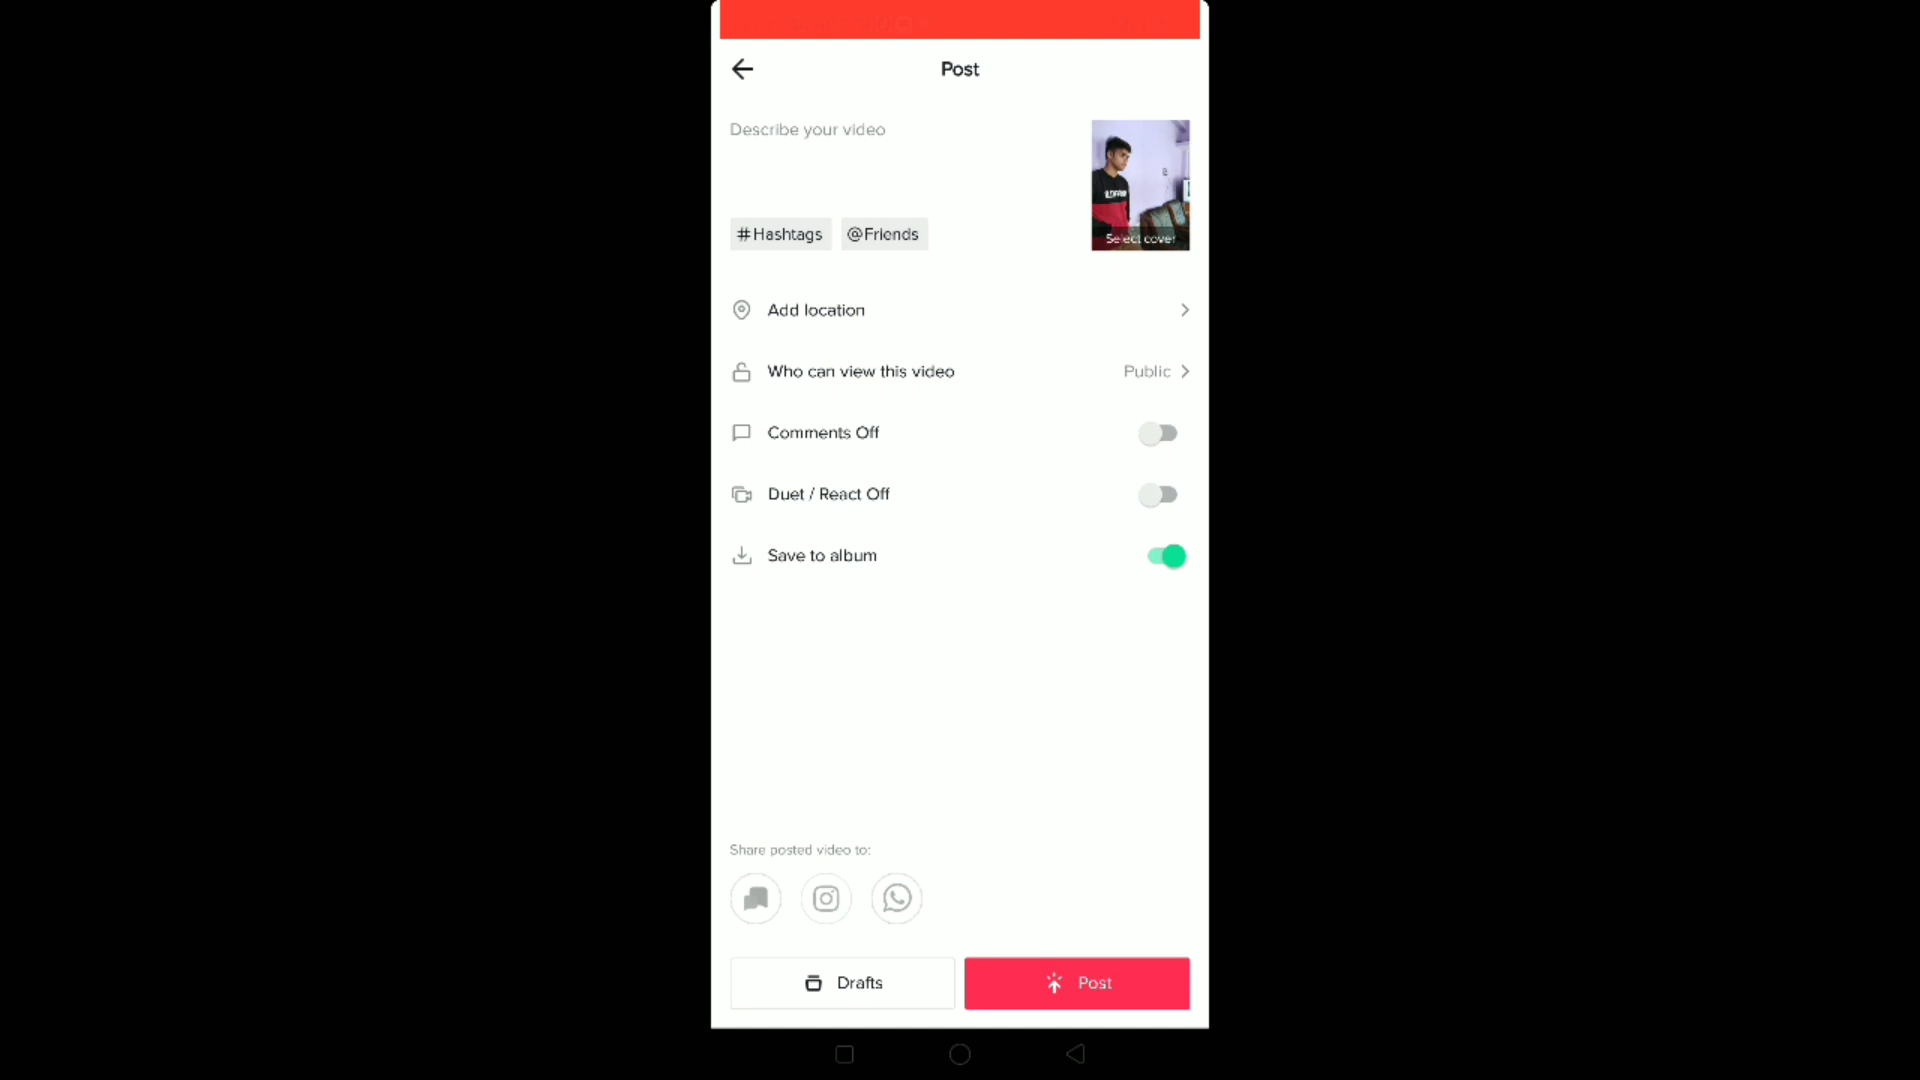 Post
Describe your video
#Hashtags @Friends
Select cover
Add location
Who can view this video Public
Comments Off
Duet / React Off
Save to album
Share posted video to:
Drafts Post